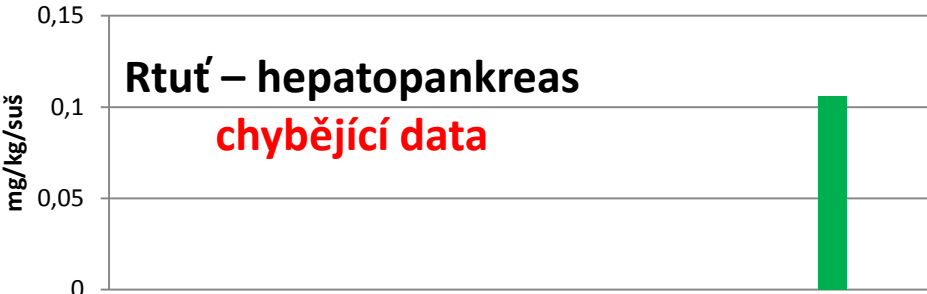 0,15
Rtuť – hepatopankreas
0,1
chybějící data
mg/kg/suš
0,05
0